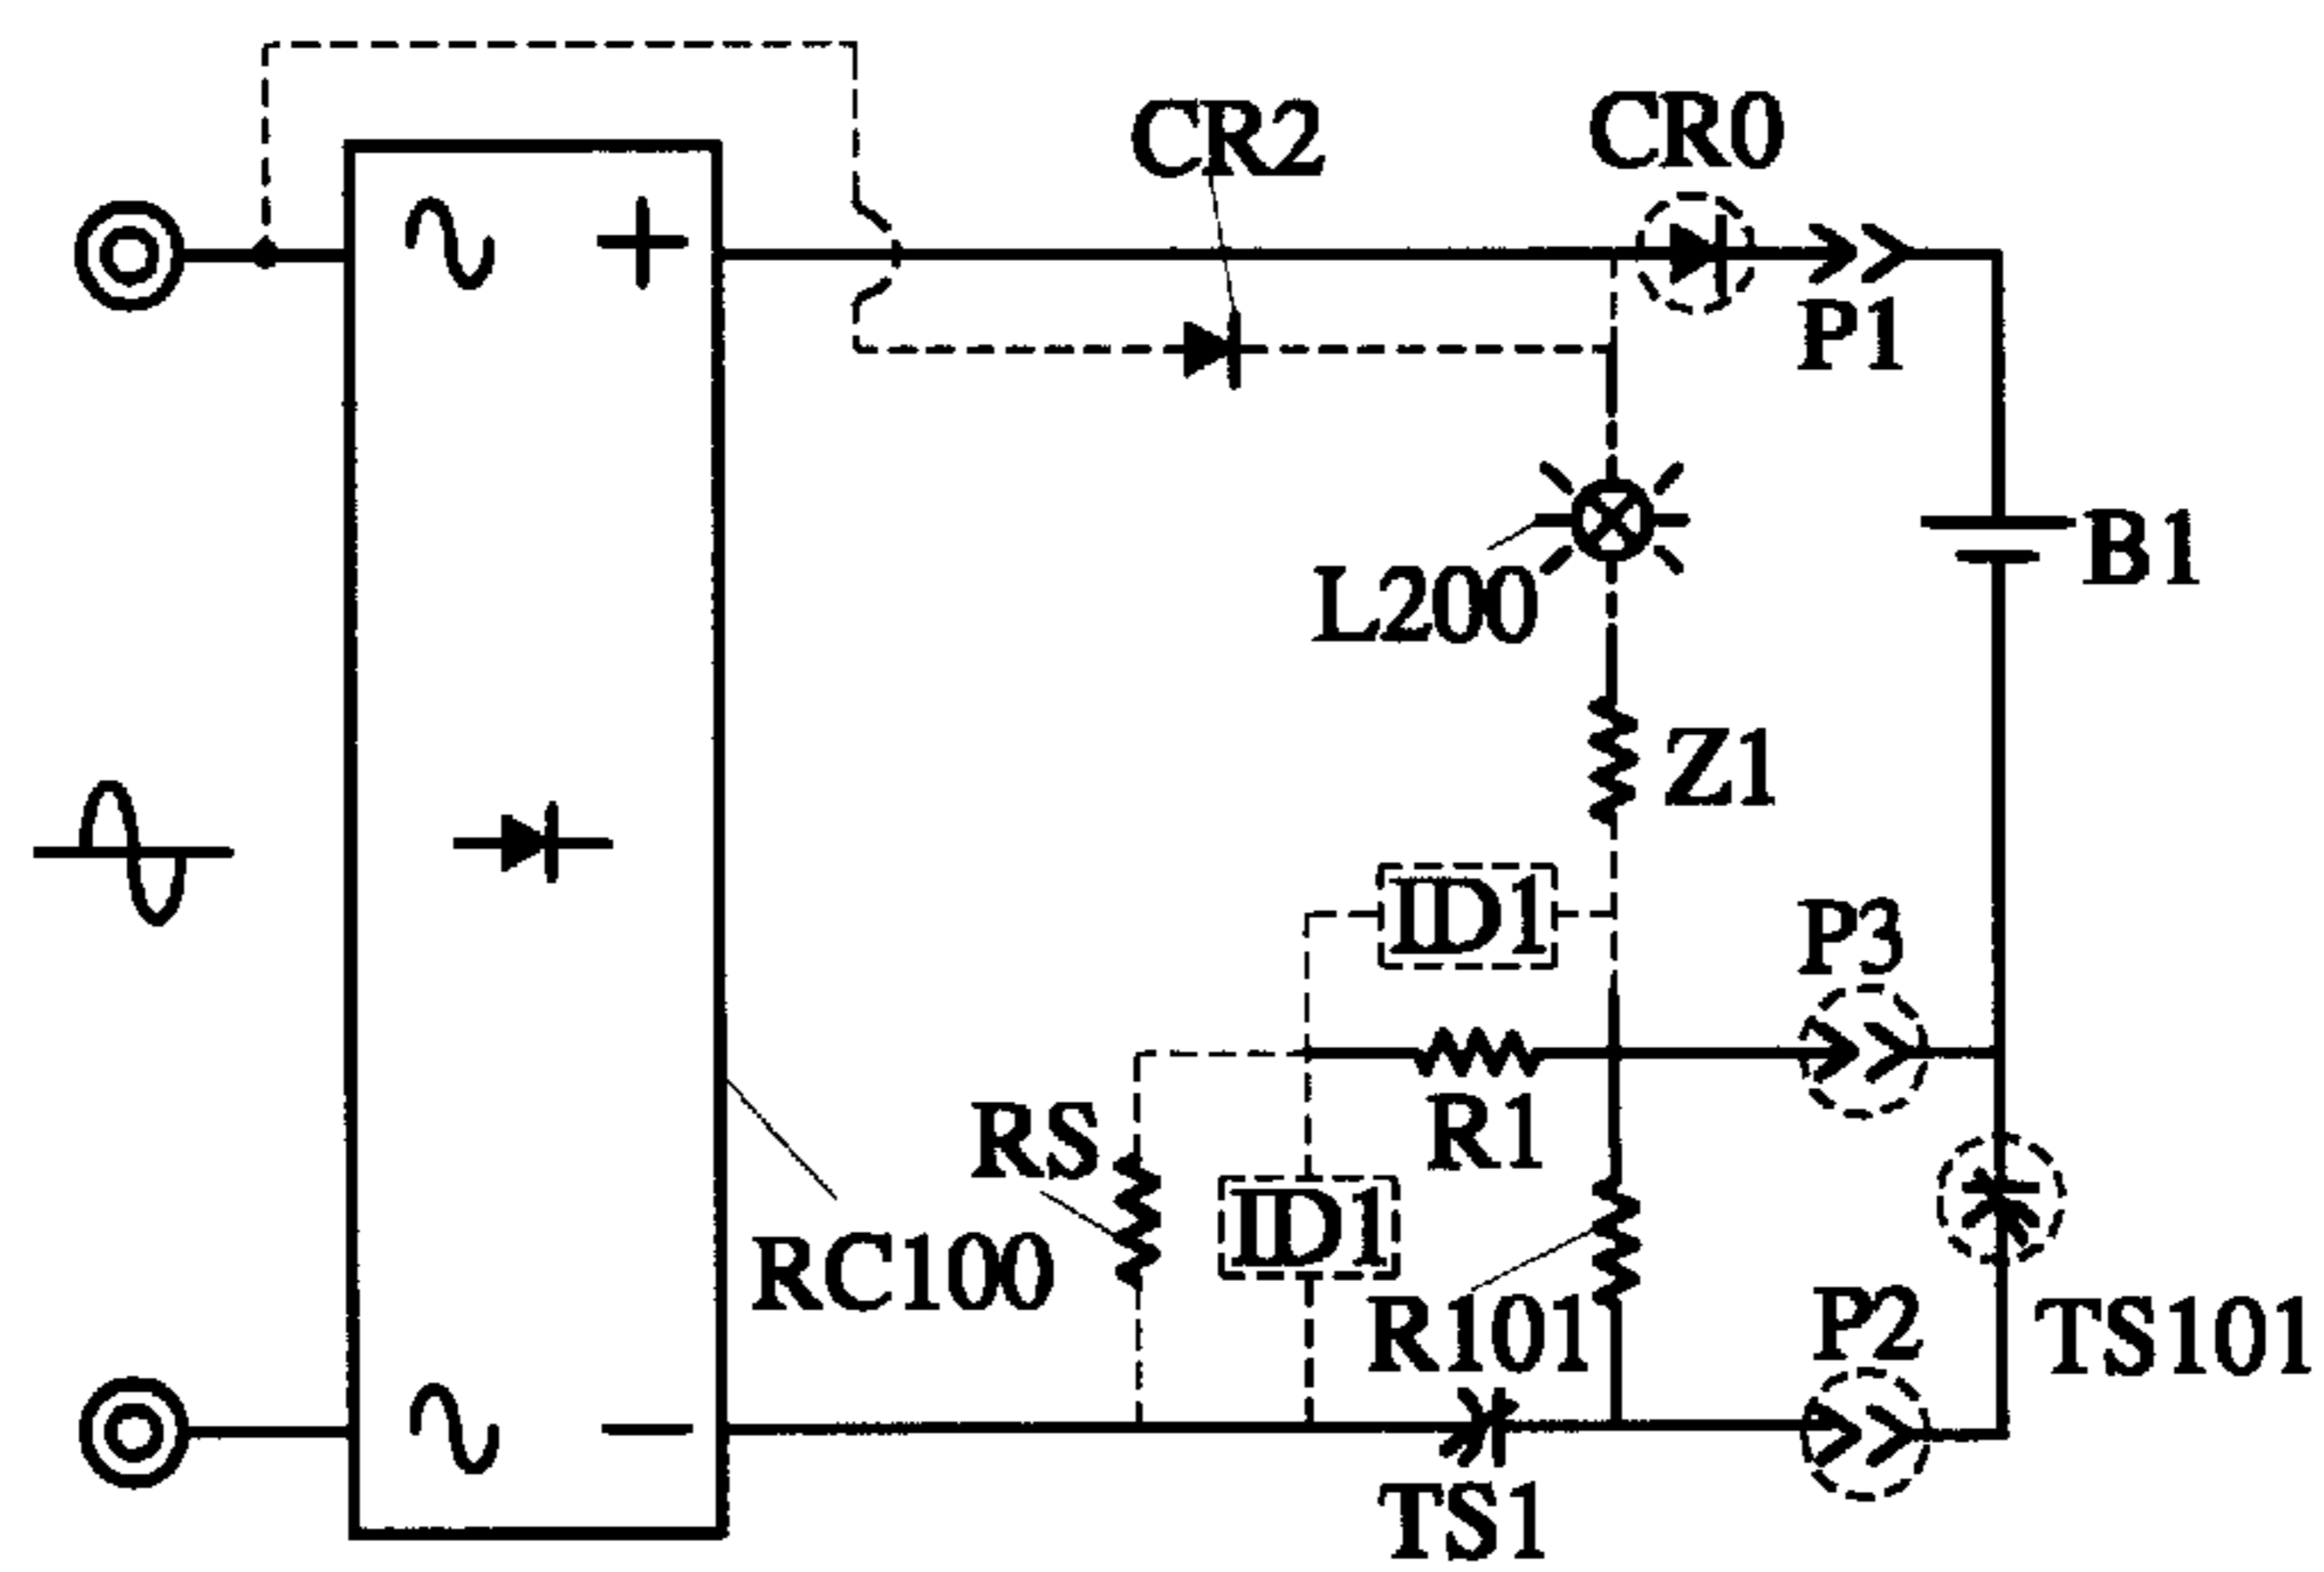 CR2
CR0
P1
B1
L200
Z1
ID1
P3
R1
RS
ID1
RC100
R101
P2
TS101
TS1